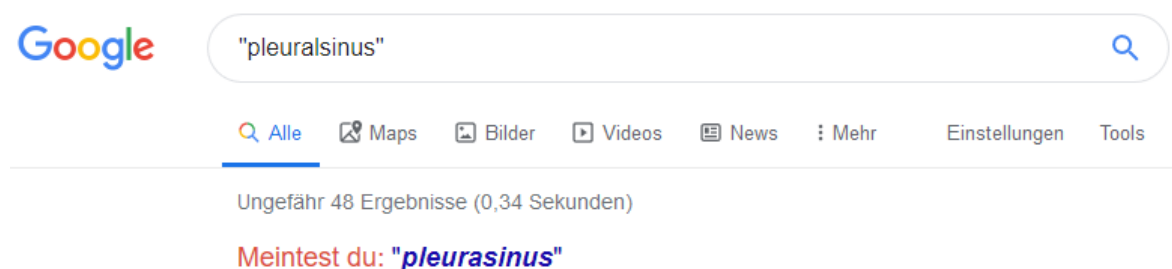 Google "pleuralsinus"
Alle Maps Bilder Videos News Mehr Einstellungen Tools
Ungefähr 48 Ergebnisse (0,34 Sekunden)
Meintest du: "pleurasinus"